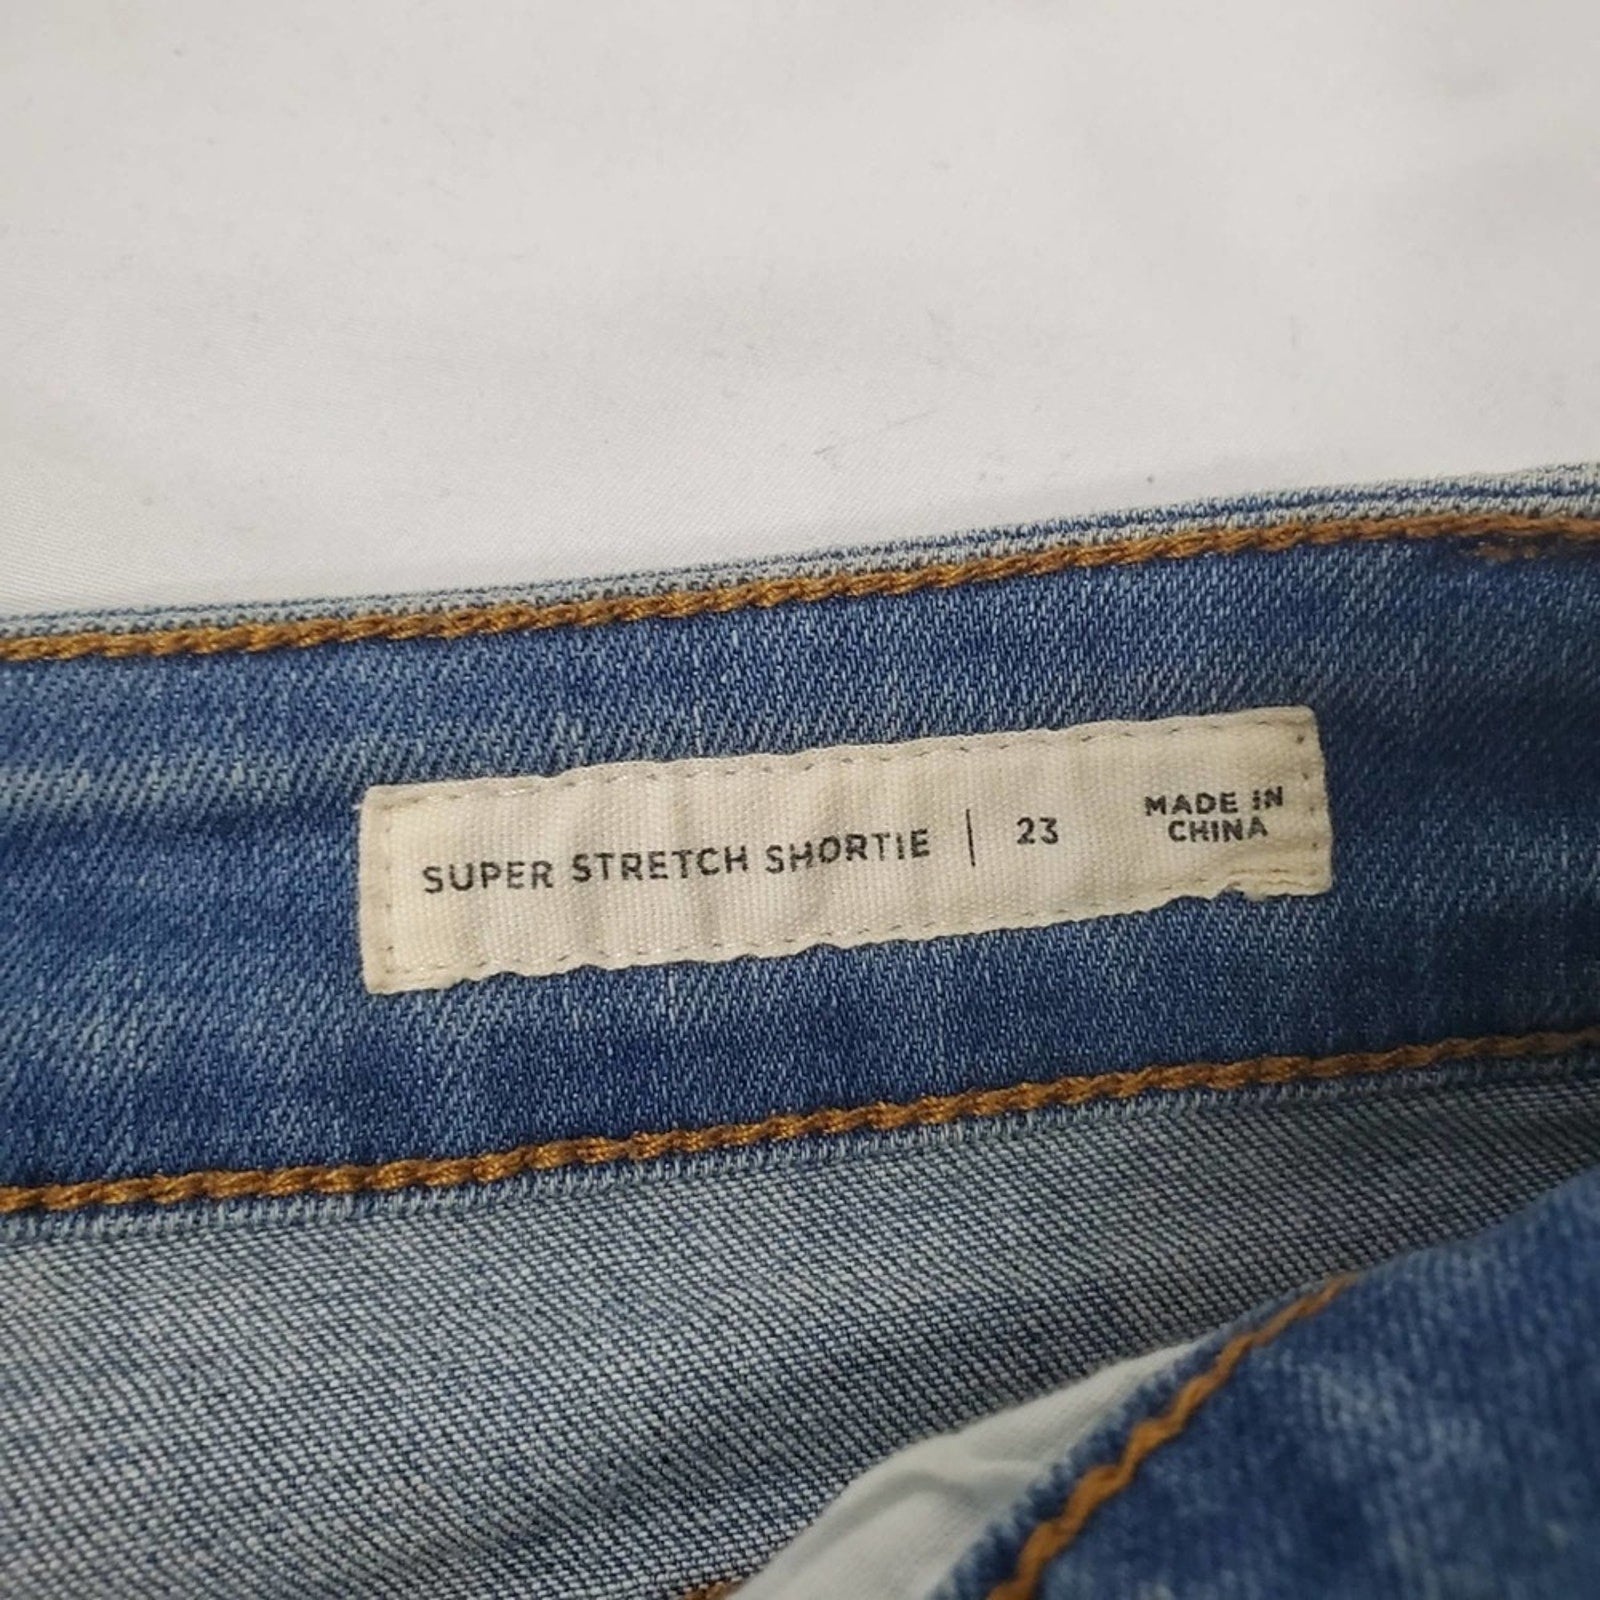 SUPER STRETCH SHORTIE | 23
MADE IN
CHINA